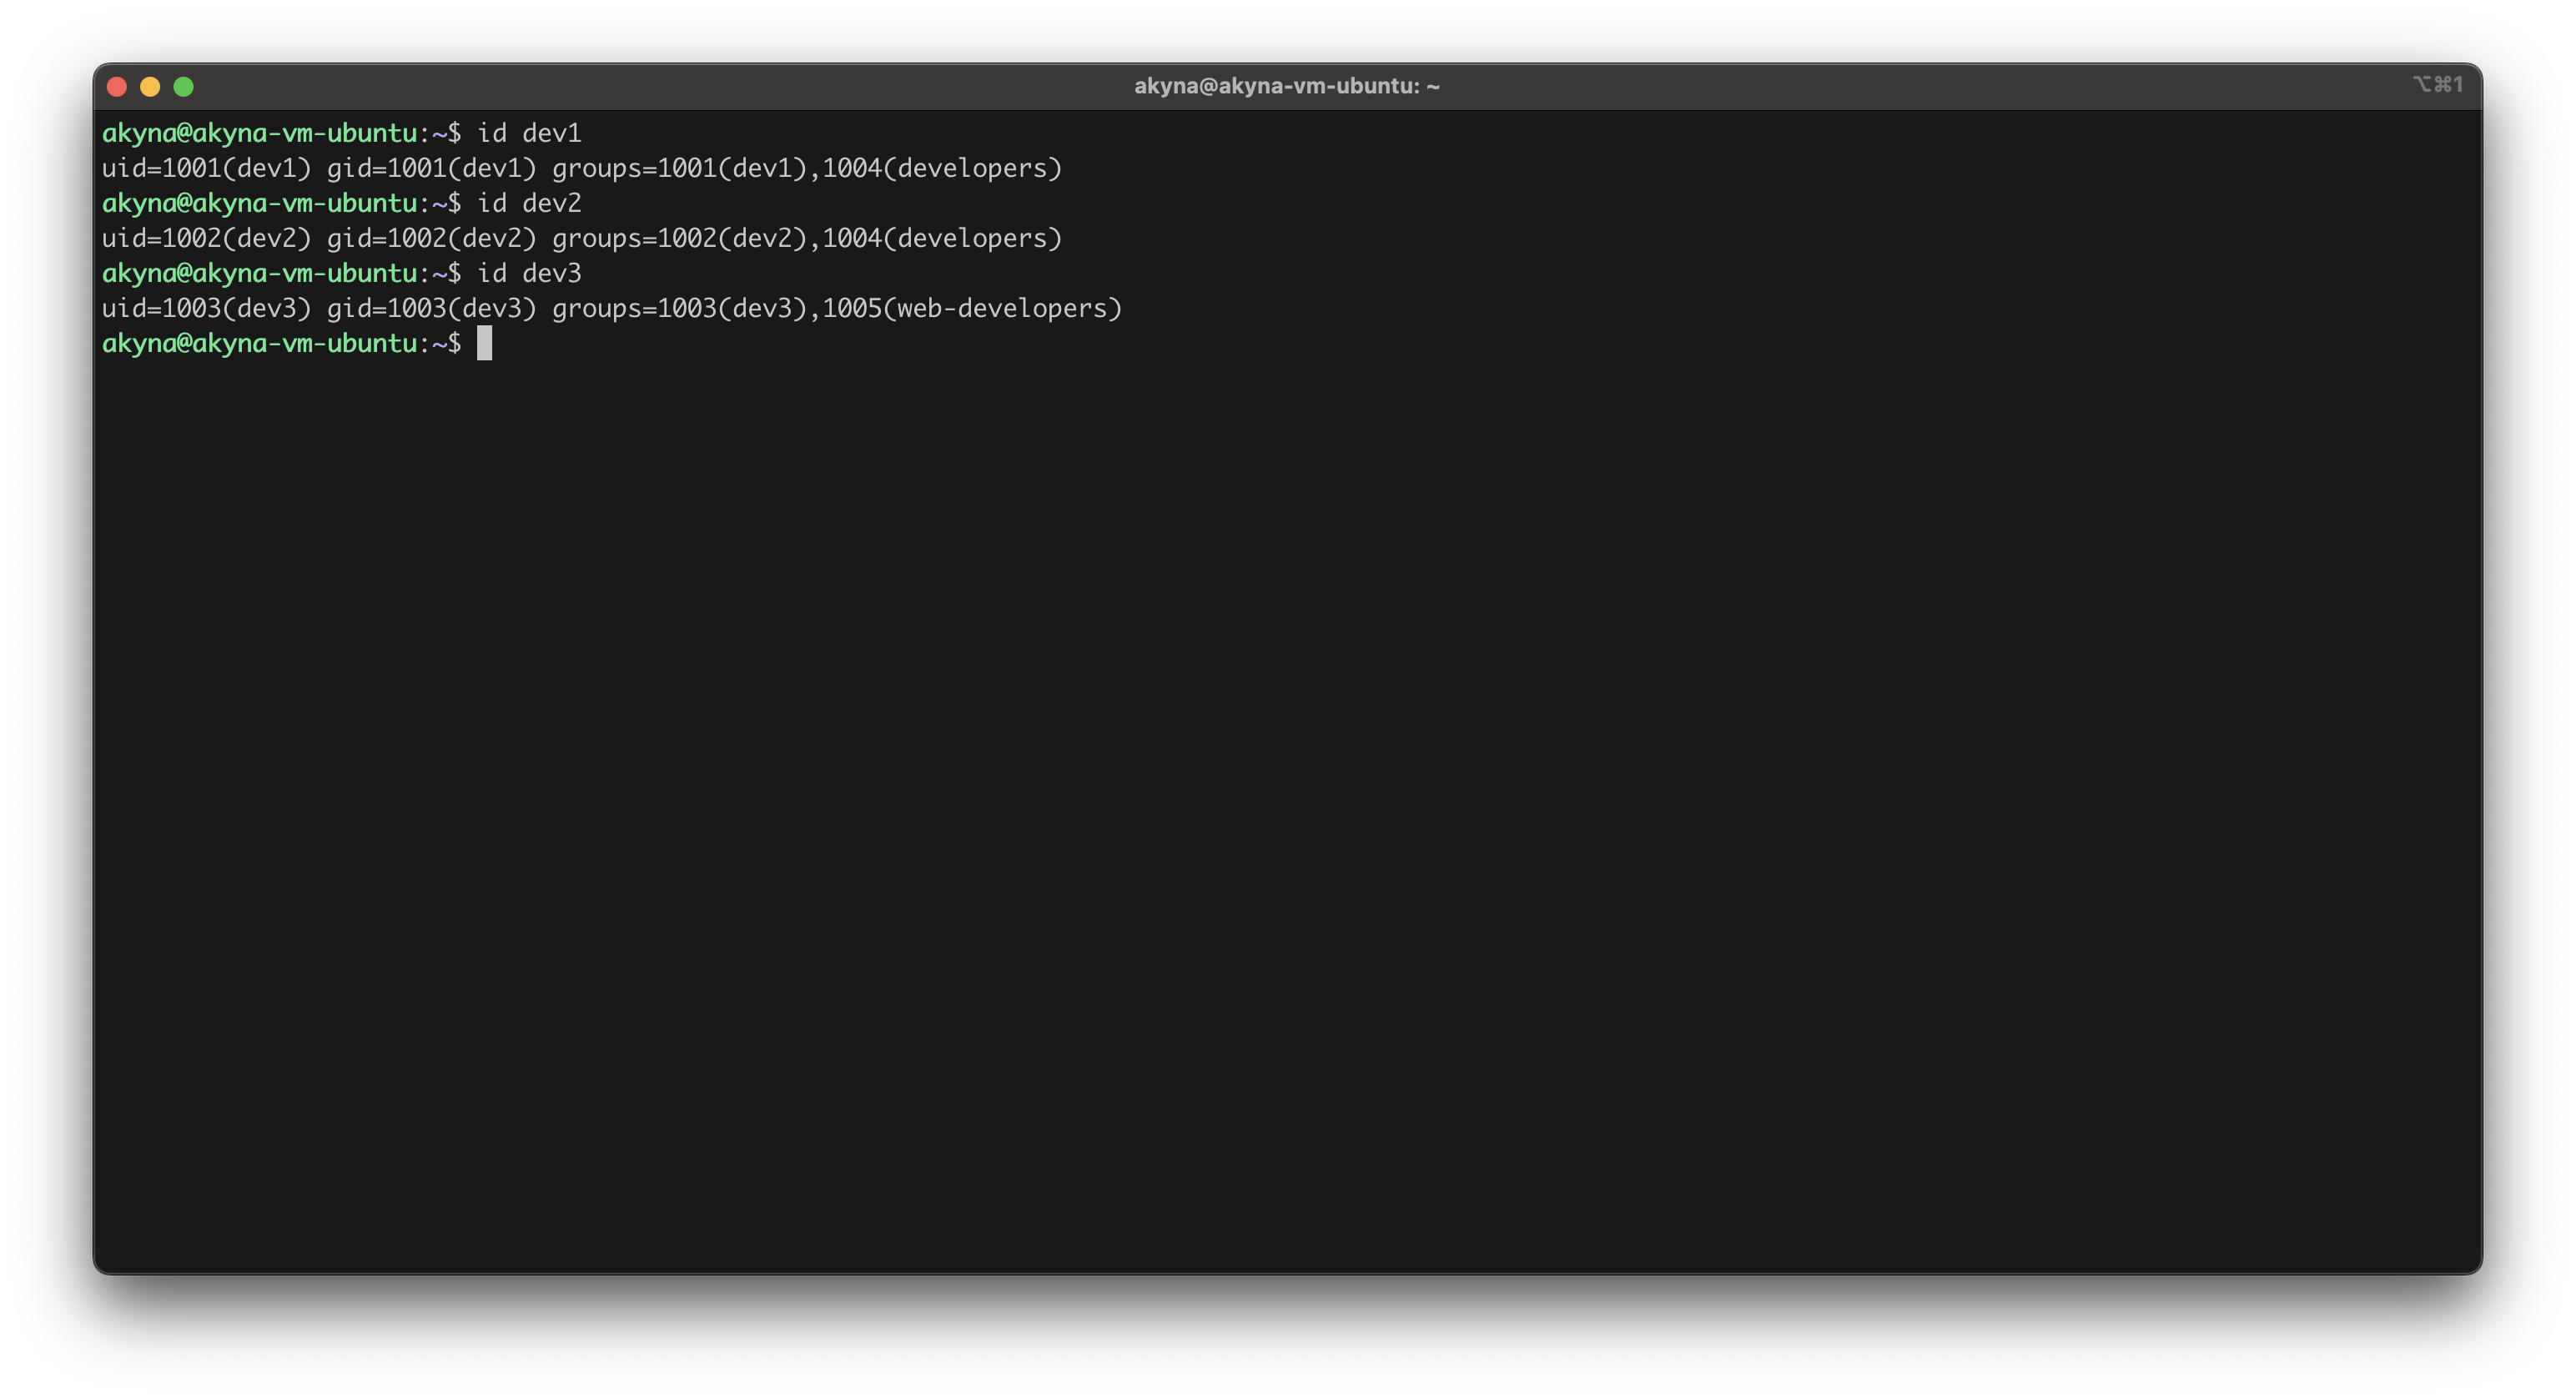 akyna@akyna-vm-ubuntu: ~
⌥⌘1
akyna@akyna-vm-ubuntu:~$ id dev1
uid=1001(dev1) gid=1001(dev1) groups=1001(dev1),1004(developers)
akyna@akyna-vm-ubuntu:~$ id dev2
uid=1002(dev2) gid=1002(dev2) groups=1002(dev2),1004(developers)
akyna@akyna-vm-ubuntu:~$ id dev3
uid=1003(dev3) gid=1003(dev3) groups=1003(dev3),1005(web-developers)
akyna@akyna-vm-ubuntu:~$